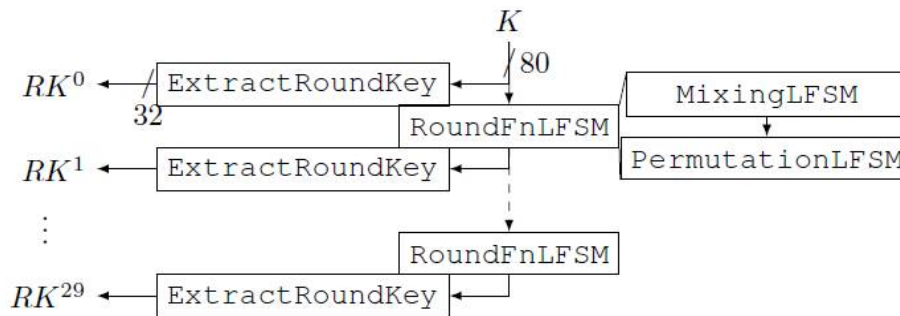 K
80
RK^0 ExtractRoundKey
32
MixingLFSM
RoundFnLFSM
PermutationLFSM
RK^1 ExtractRoundKey
⋮
RoundFnLFSM
RK^29 ExtractRoundKey